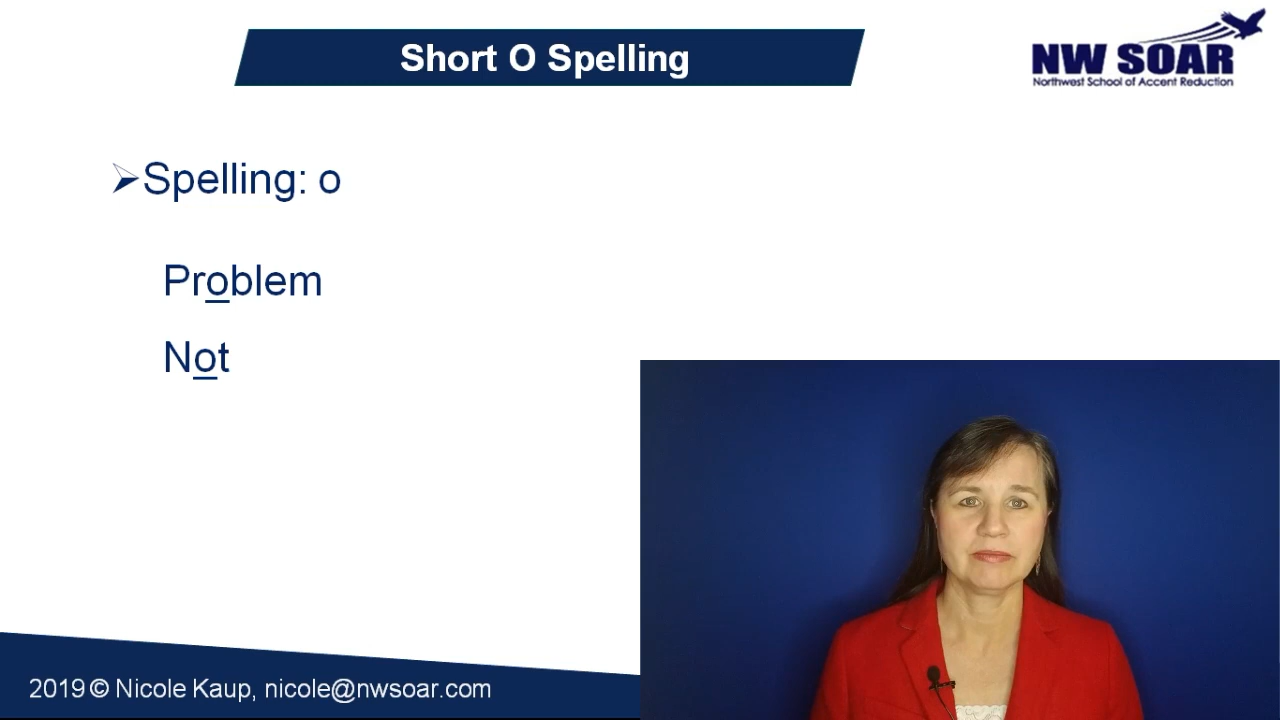 Short O Spelling
NW SOAR
Northwest School of Accent Reduction
Spelling: o
Problem
Not
2019 © Nicole Kaup, nicole@nwsoar.com